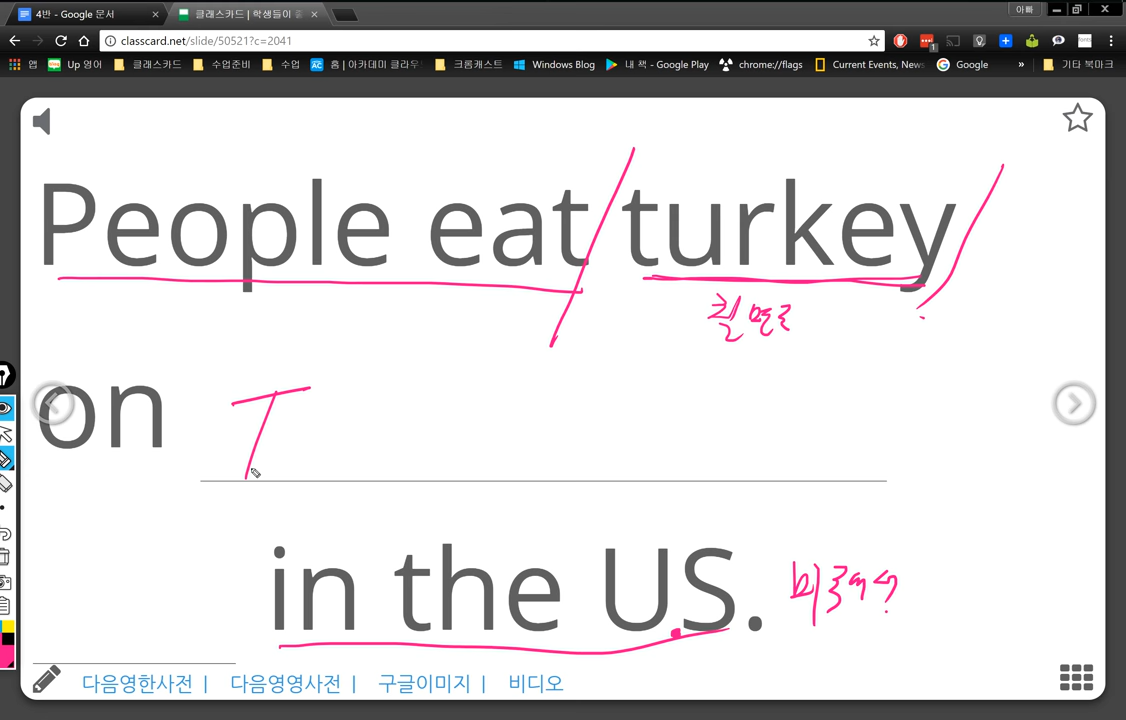 4반 - Google 문서
클래스카드 | 학생들이 좋
아빠
classcard.net/slide/50521?c=2041
앱
Up 영어
클래스카드
수업준비
수업
홈 | 아카데미 클라우
크롬캐스트
Windows Blog
내 책 - Google Play
chrome://flags
Current Events, News
Google
»
기타 북마크
People eat turkey
칠면조
on T
in the US.
미국에서
다음영한사전 | 다음영영사전 | 구글이미지 | 비디오